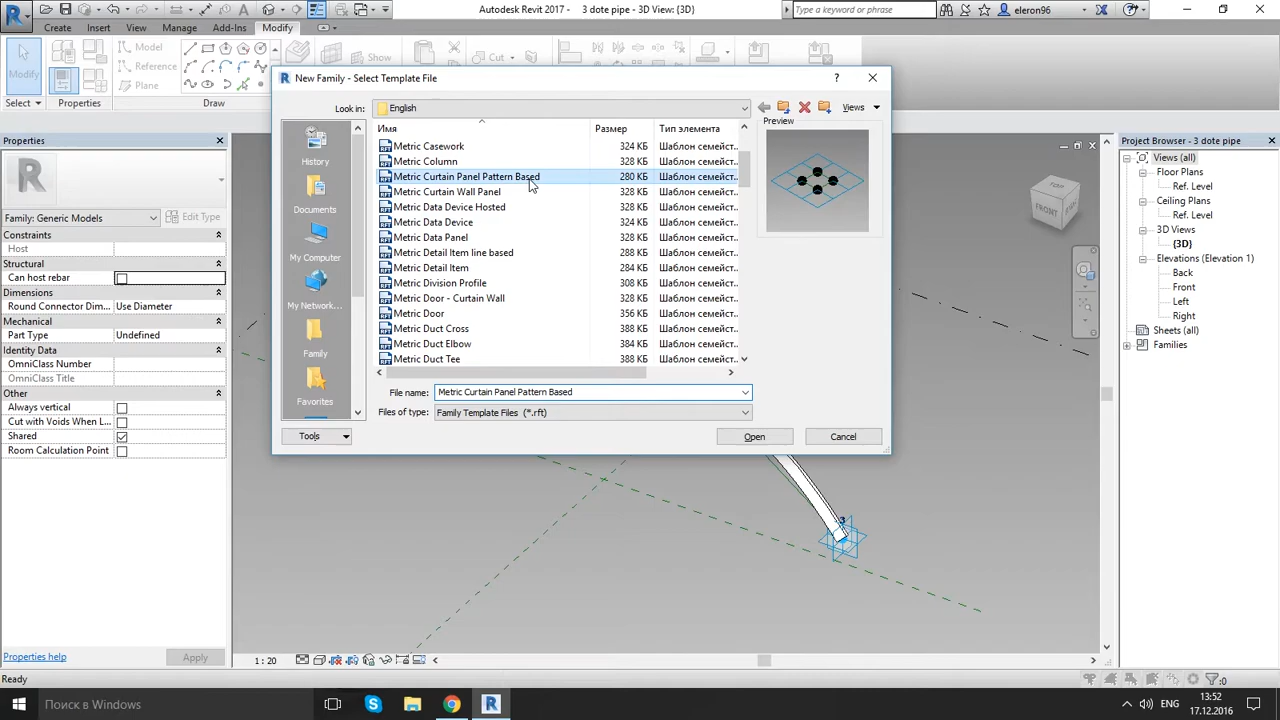 Autodesk Revit 2017 - 3 dote pipe - 3D View: {3D}
Type a keyword or phrase
eleron96
Create Insert View Manage Add-Ins Modify
Modify
Model
Reference
Plane
Show
Cut
Select Properties Draw
Properties
Family: Generic Models
Edit Type
Constraints
Host
Structural
Can host rebar
Dimensions
Round Connector Dim... Use Diameter
Mechanical
Part Type Undefined
Identity Data
OmniClass Number
OmniClass Title
Other
Always vertical
Cut with Voids When L...
Shared
Room Calculation Point
Properties help
Apply
New Family - Select Template File
Look in: English
Views
Preview
History
Documents
My Computer
My Network...
Family
Favorites
Имя Размер Тип элемента
Metric Casework 324 КБ Шаблон семейст...
Metric Column 328 КБ Шаблон семейст...
Metric Curtain Panel Pattern Based 280 КБ Шаблон семейст...
Metric Curtain Wall Panel 328 КБ Шаблон семейст...
Metric Data Device Hosted 328 КБ Шаблон семейст...
Metric Data Device 324 КБ Шаблон семейст...
Metric Data Panel 328 КБ Шаблон семейст...
Metric Detail Item line based 288 КБ Шаблон семейст...
Metric Detail Item 284 КБ Шаблон семейст...
Metric Division Profile 308 КБ Шаблон семейст...
Metric Door - Curtain Wall 328 КБ Шаблон семейст...
Metric Door 356 КБ Шаблон семейст...
Metric Duct Cross 388 КБ Шаблон семейст...
Metric Duct Elbow 384 КБ Шаблон семейст...
Metric Duct Tee 388 КБ Шаблон семейст...
File name: Metric Curtain Panel Pattern Based
Files of type: Family Template Files (*.rft)
Tools
Open
Cancel
TOP
FRONT
3
Project Browser - 3 dote pipe
Views (all)
Floor Plans
Ref. Level
Ceiling Plans
Ref. Level
3D Views
{3D}
Elevations (Elevation 1)
Back
Front
Left
Right
Sheets (all)
Families
1 : 20
Ready
:0
Поиск в Windows
ENG
13:52
17.12.2016